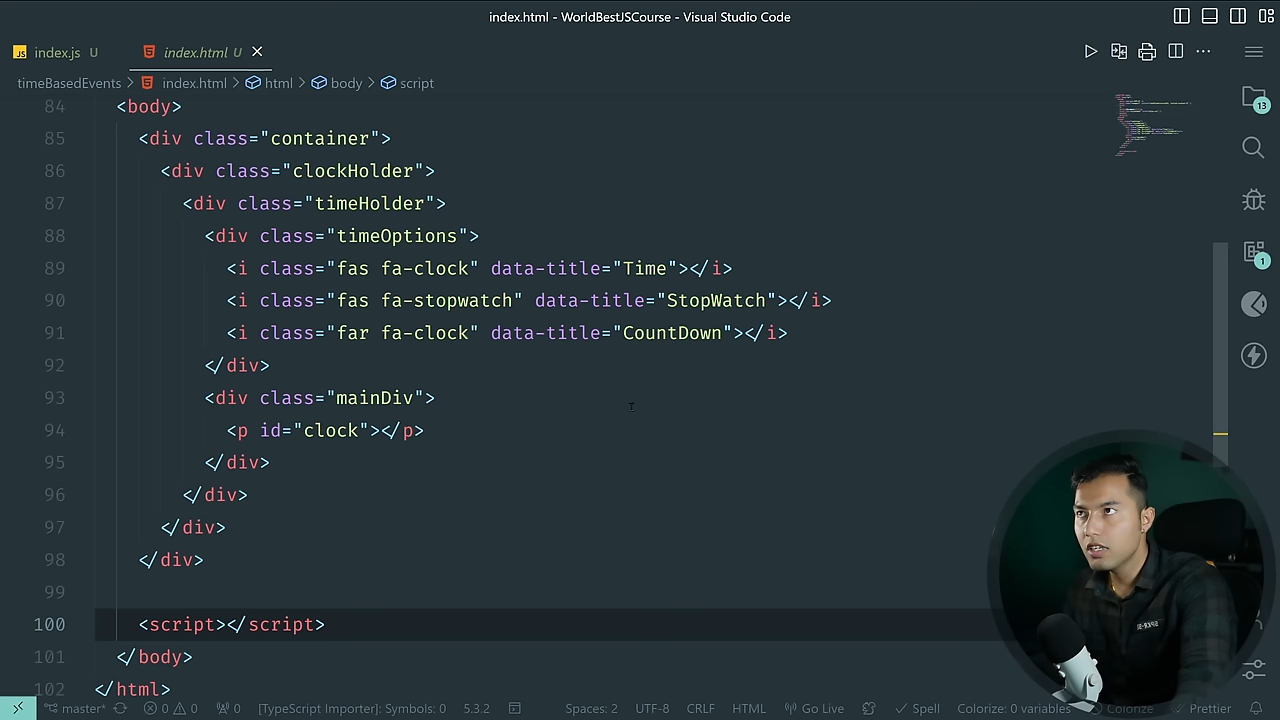 index.html - WorldBestJSCourse - Visual Studio Code
JS index.js U
index.html U
timeBasedEvents > index.html > html > body > script
13
1
84 <body>
85 <div class="container">
86 <div class="clockHolder">
87 <div class="timeHolder">
88 <div class="timeOptions">
89 <i class="fas fa-clock" data-title="Time"></i>
90 <i class="fas fa-stopwatch" data-title="StopWatch"></i>
91 <i class="far fa-clock" data-title="CountDown"></i>
92 </div>
93 <div class="mainDiv">
94 <p id="clock"></p>
95 </div>
96 </div>
97 </div>
98 </div>
99
100 <script></script>
101 </body>
102 </html>
master* 0 0 0 [TypeScript Importer]: Symbols: 0 5.3.2 Spaces: 2 UTF-8 CRLF HTML Go Live Spell Colorize: 0 variables Colorize Prettier